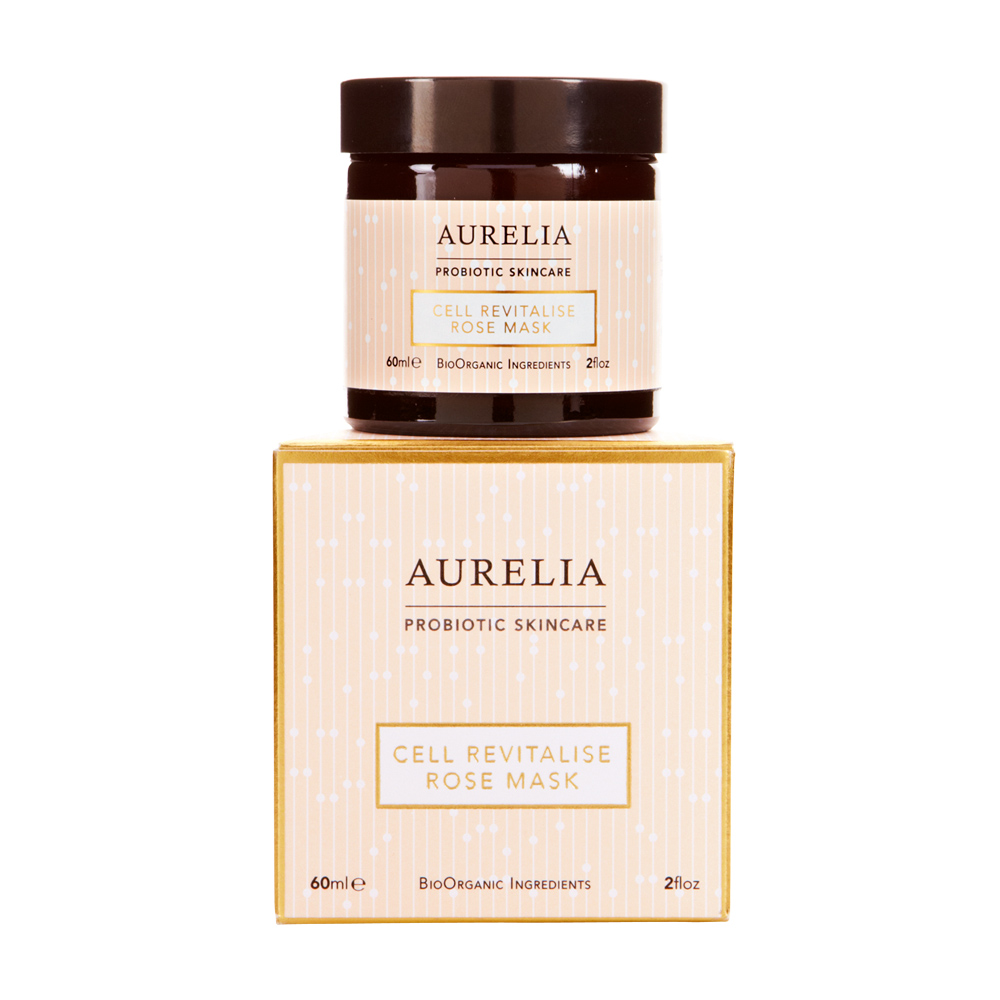 AURELIA
PROBIOTIC SKINCARE
CELL REVITALISE
ROSE MASK
60ml℮ BIOORGANIC INGREDIENTS 2floz
AURELIA
PROBIOTIC SKINCARE
CELL REVITALISE
ROSE MASK
60ml℮ BIOORGANIC INGREDIENTS 2floz